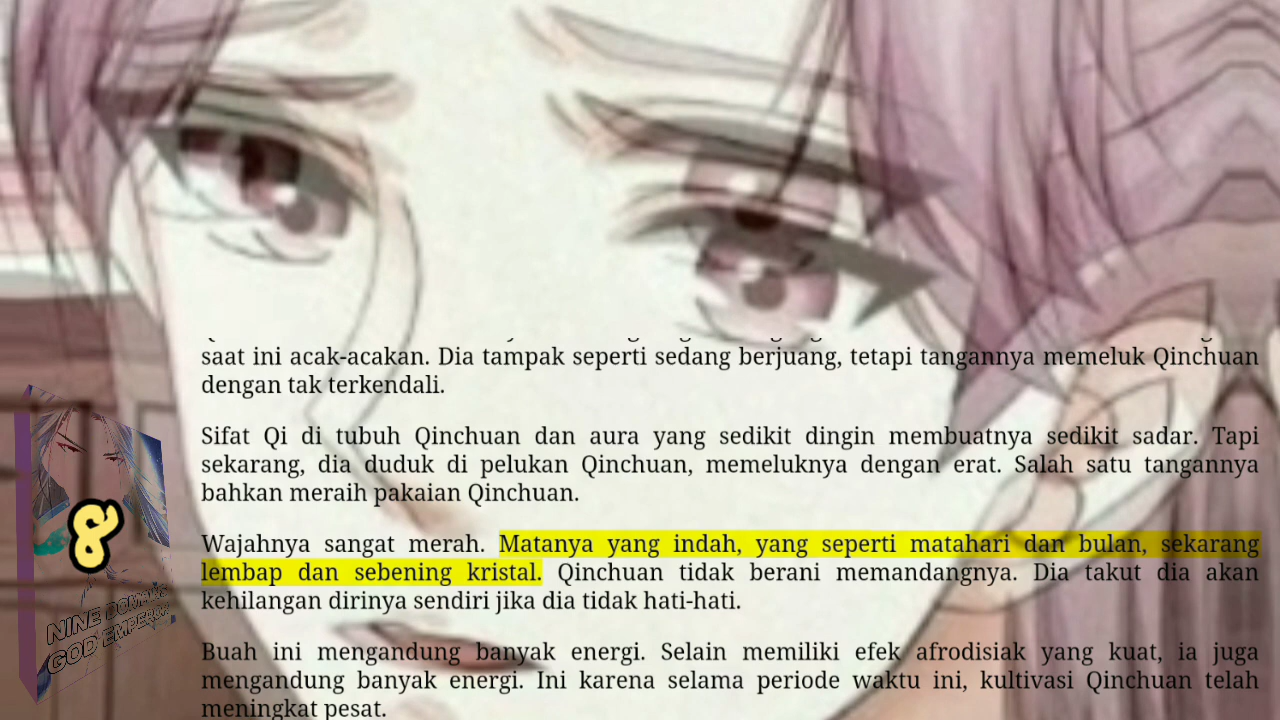 saat ini acak-acakan. Dia tampak seperti sedang berjuang, tetapi tangannya memeluk Qinchuan
dengan tak terkendali.
Sifat Qi di tubuh Qinchuan dan aura yang sedikit dingin membuatnya sedikit sadar. Tapi
sekarang, dia duduk di pelukan Qinchuan, memeluknya dengan erat. Salah satu tangannya
bahkan meraih pakaian Qinchuan.
Wajahnya sangat merah. Matanya yang indah, yang seperti matahari dan bulan, sekarang
lembap dan sebening kristal. Qinchuan tidak berani memandangnya. Dia takut dia akan
kehilangan dirinya sendiri jika dia tidak hati-hati.
Buah ini mengandung banyak energi. Selain memiliki efek afrodisiak yang kuat, ia juga
mengandung banyak energi. Ini karena selama periode waktu ini, kultivasi Qinchuan telah
meningkat pesat.
8
NINE DOMAINS
GOD EMPEROR